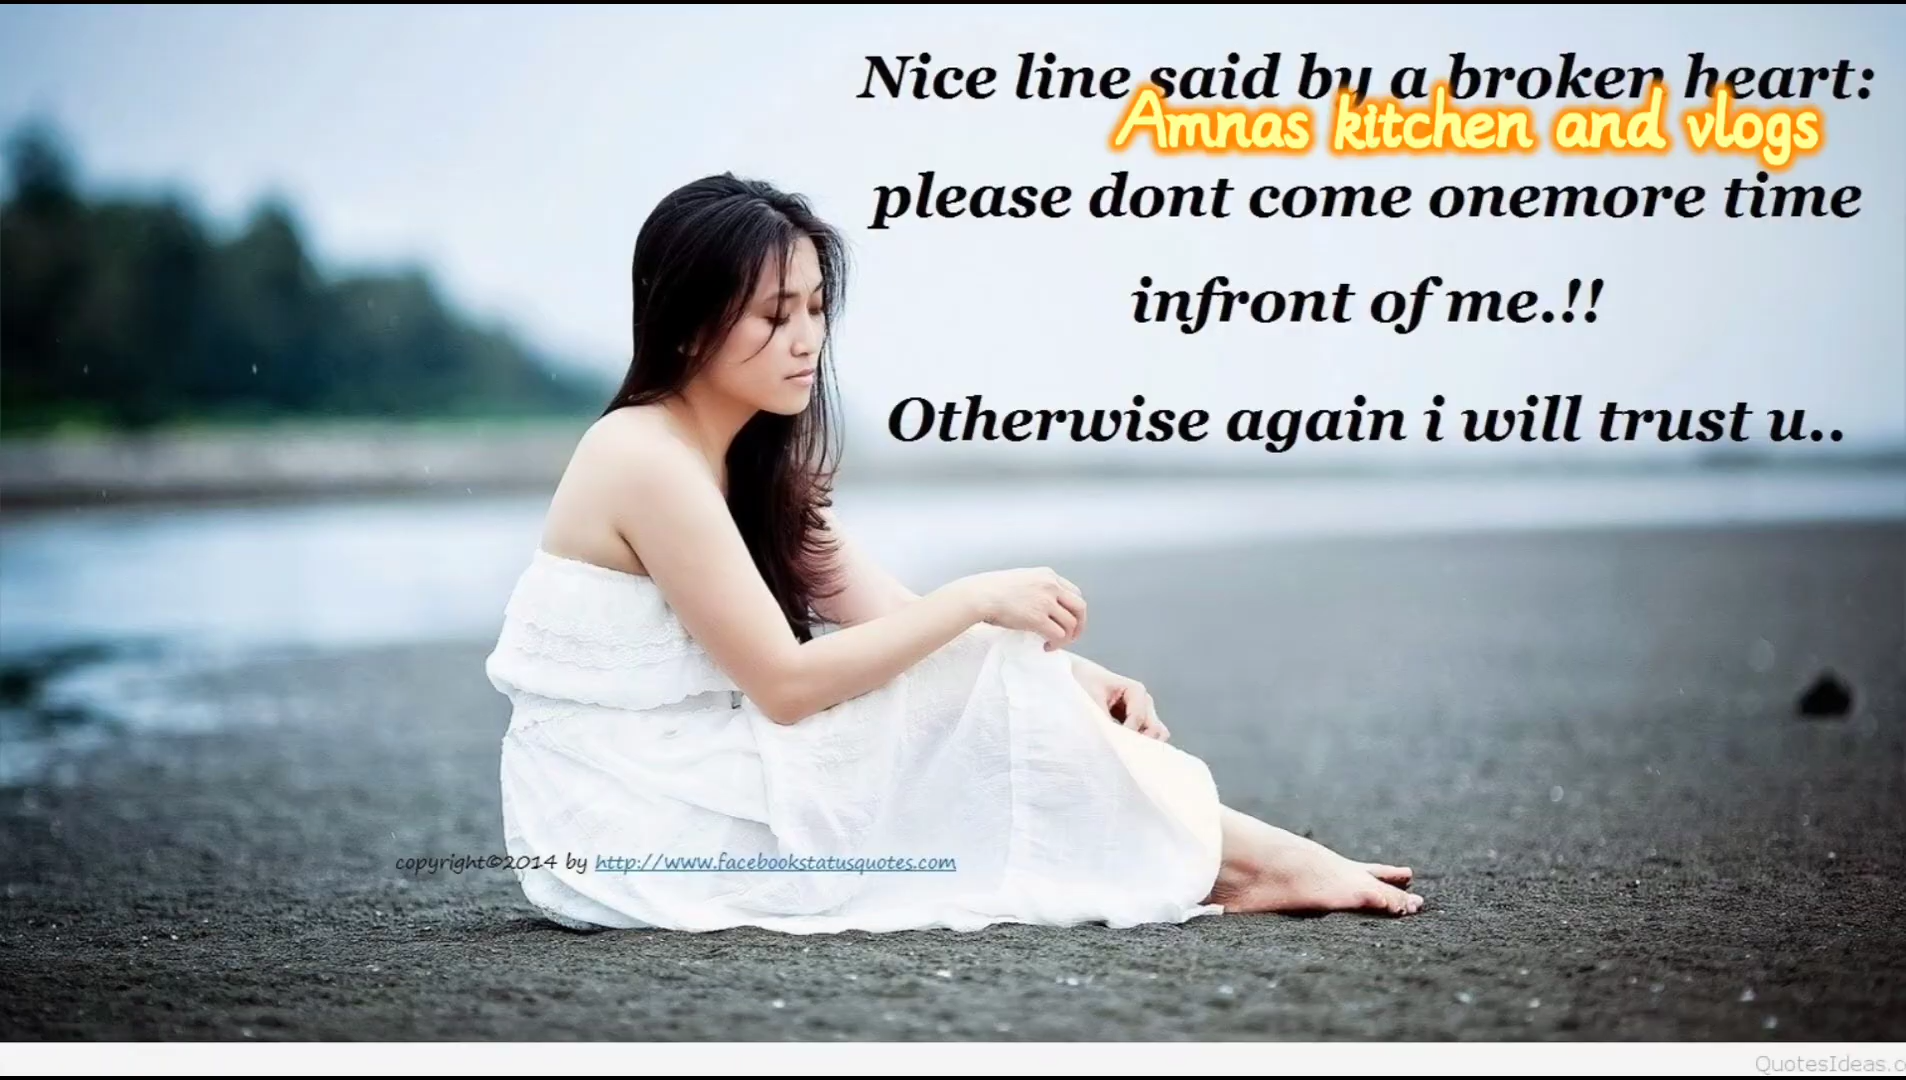 Nice line said by a broken heart:
Amnas kitchen and vlogs
please dont come onemore time
infront of me.!!
Otherwise again i will trust u..
copyright©2014 by http://www.facebookstatusquotes.com
QuotesIdeas.c